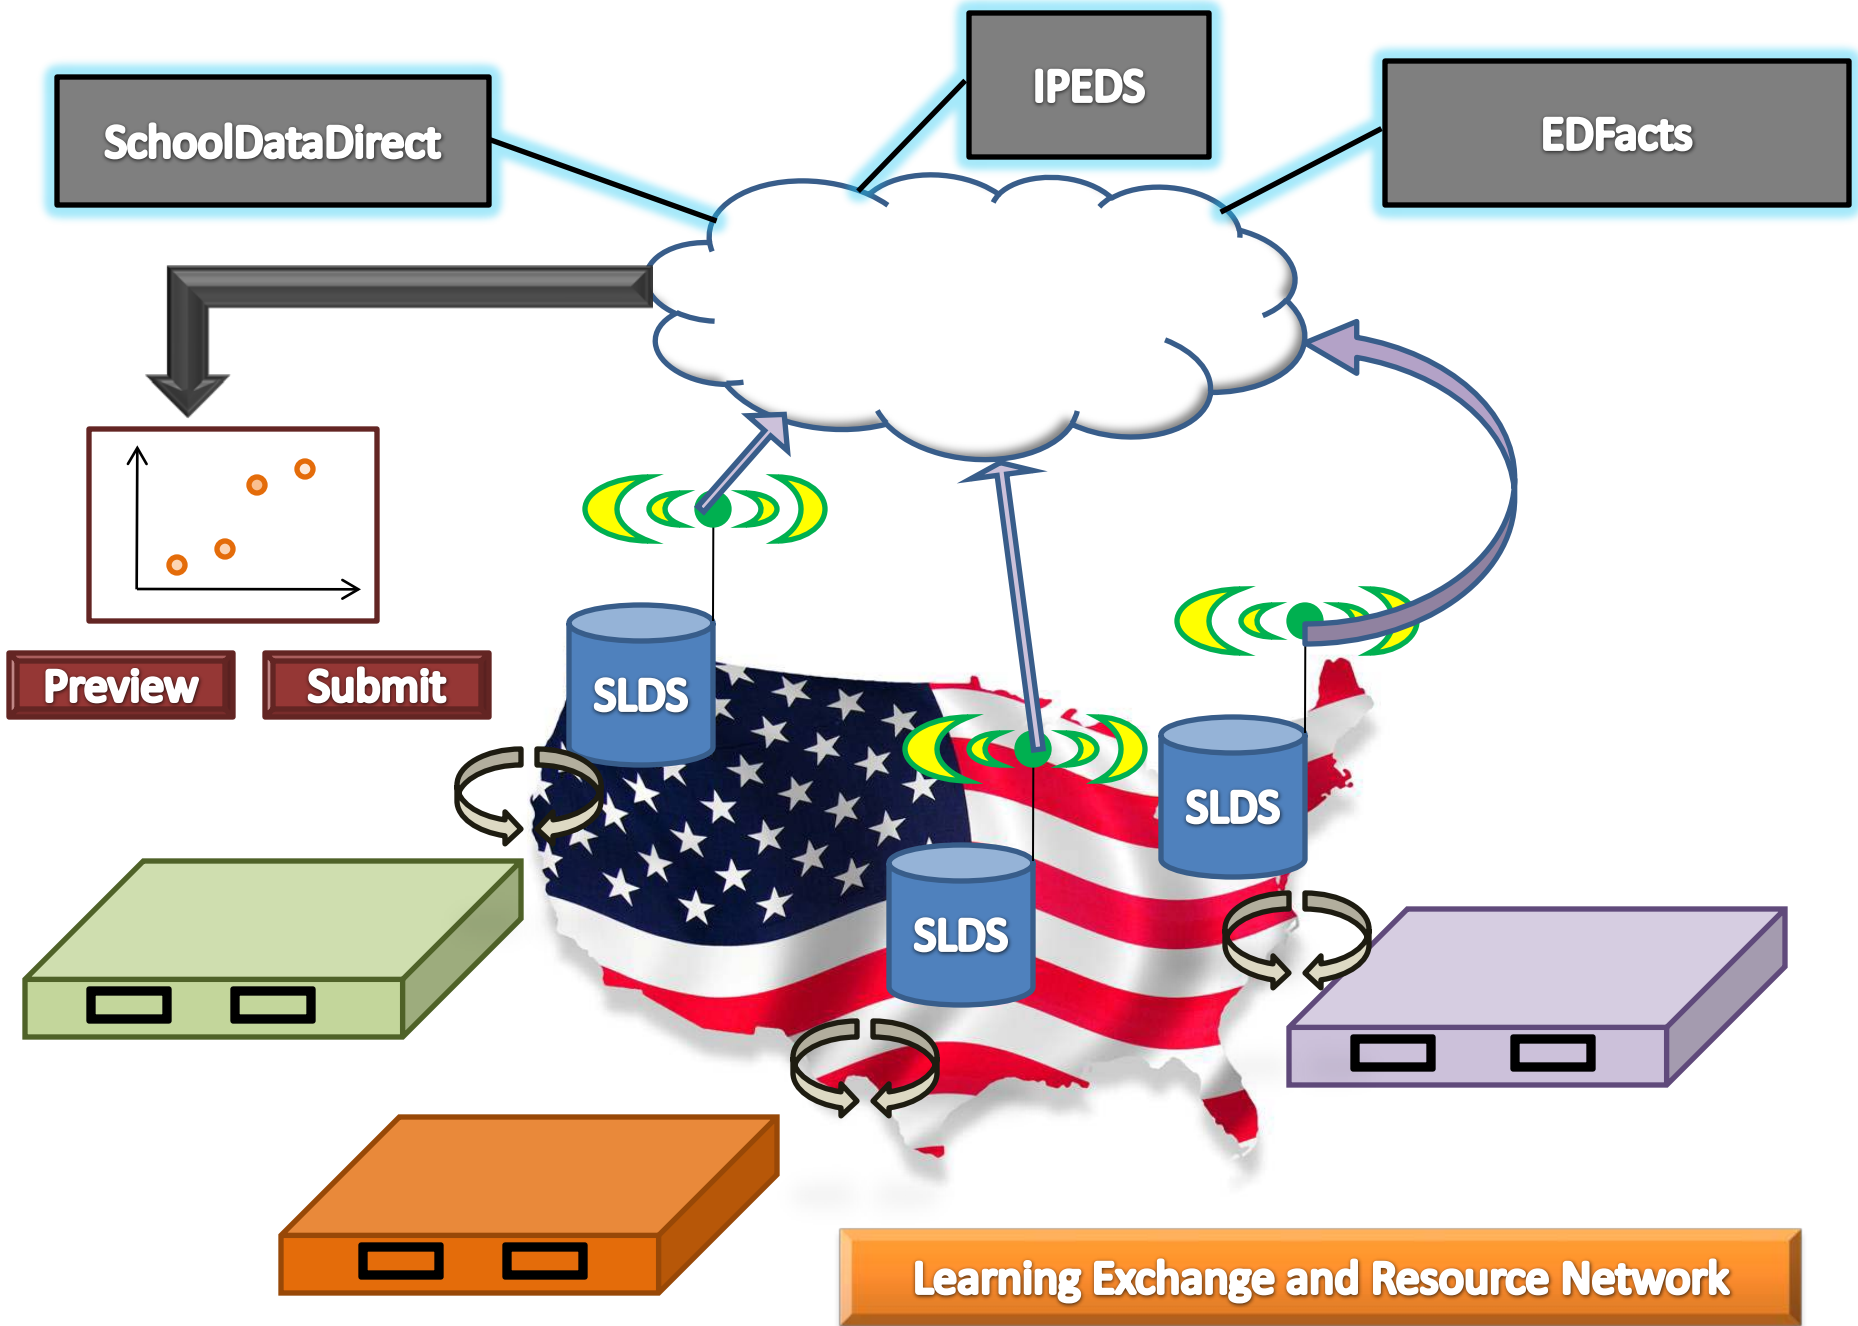 IPEDS
SchoolDataDirect
EDFacts
Preview
Submit
SLDS
SLDS
SLDS
Learning Exchange and Resource Network